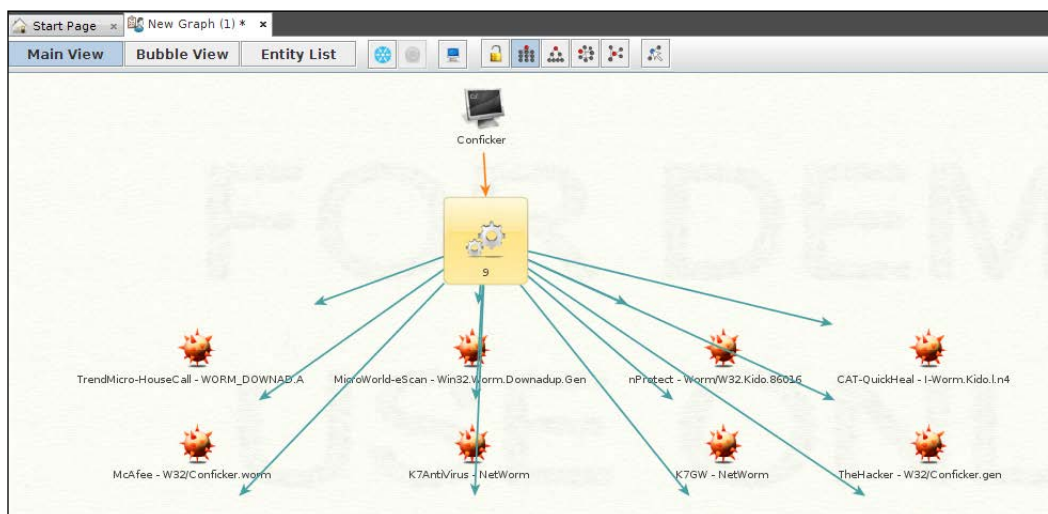 Start Page
New Graph (1) *
Main View Bubble View Entity List
Conficker
9
TrendMicro-HouseCall - WORM_DOWNAD.A
MicroWorld-eScan - Win32.Worm.Downadup.Gen
nProtect - Worm/W32.Kido.86016
CAT-QuickHeal - I-Worm.Kido.l.n4
McAfee - W32/Conficker.worm
K7AntiVirus - NetWorm
K7GW - NetWorm
TheHacker - W32/Conficker.gen
FOR DEM